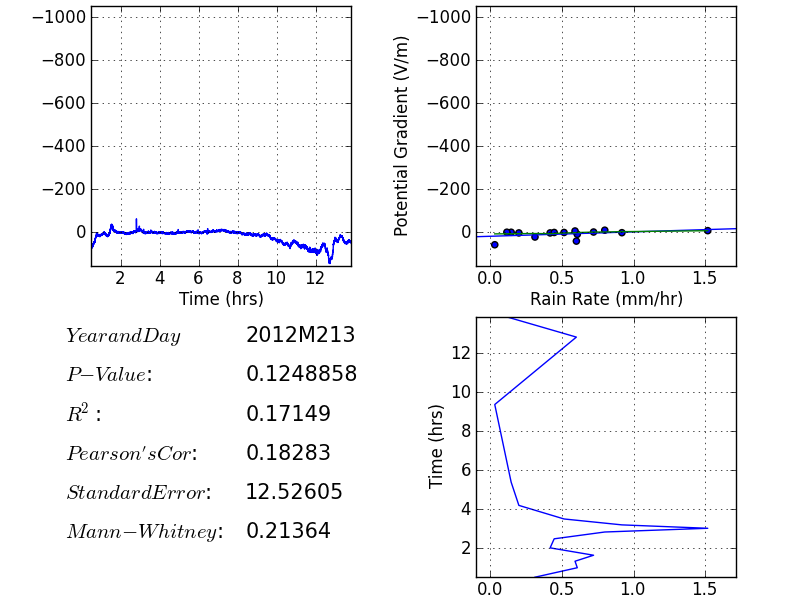 −1000
−800
−600
−400
−200
0
2 4 6 8 10 12
Time (hrs)
Potential Gradient (V/m)
−1000
−800
−600
−400
−200
0
0.0 0.5 1.0 1.5
Rain Rate (mm/hr)
YearandDay 2012M213
P−Value: 0.1248858
R²: 0.17149
Pearson'sCor: 0.18283
StandardError: 12.52605
Mann−Whitney: 0.21364
Time (hrs)
12
10
8
6
4
2
0.0 0.5 1.0 1.5